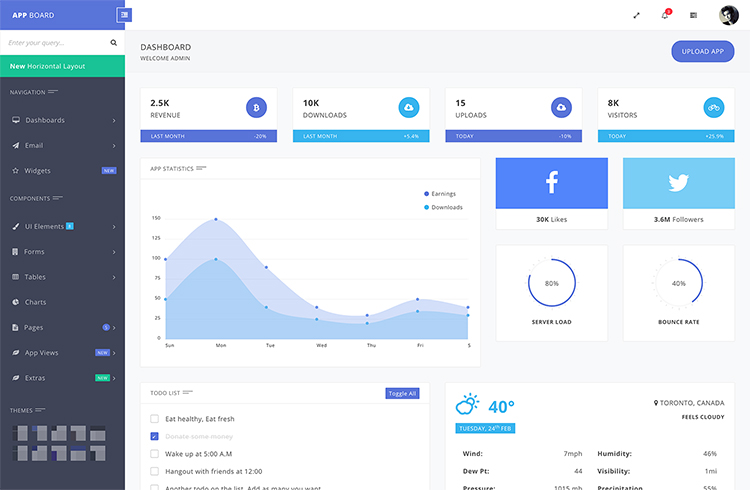 APP BOARD
Enter your query...
New Horizontal Layout
NAVIGATION
Dashboards
Email
Widgets NEW
COMPONENTS
UI Elements
Forms
Tables
Charts
Pages
App Views NEW
Extras NEW
THEMES
DASHBOARD
WELCOME ADMIN
UPLOAD APP
2.5K
REVENUE
LAST MONTH -20%
10K
DOWNLOADS
LAST MONTH +5.4%
15
UPLOADS
TODAY -10%
8K
VISITORS
TODAY +25.9%
APP STATISTICS
Earnings
Downloads
150
100
75
50
25
0
Sun Mon Tue Wed Thu Fri S
30K Likes
3.6M Followers
80%
SERVER LOAD
40%
BOUNCE RATE
TODO LIST
Toggle All
Eat healthy, Eat fresh
Donate some money
Wake up at 5:00 A.M
Hangout with friends at 12:00
Another todo on the list. Add as many you want
40°
TUESDAY, 24TH FEB
TORONTO, CANADA
FEELS CLOUDY
Wind: 7mph
Humidity: 46%
Dew Pt: 44
Visibility: 1mi
Pressure: 1015 mb
Precipitation 55%